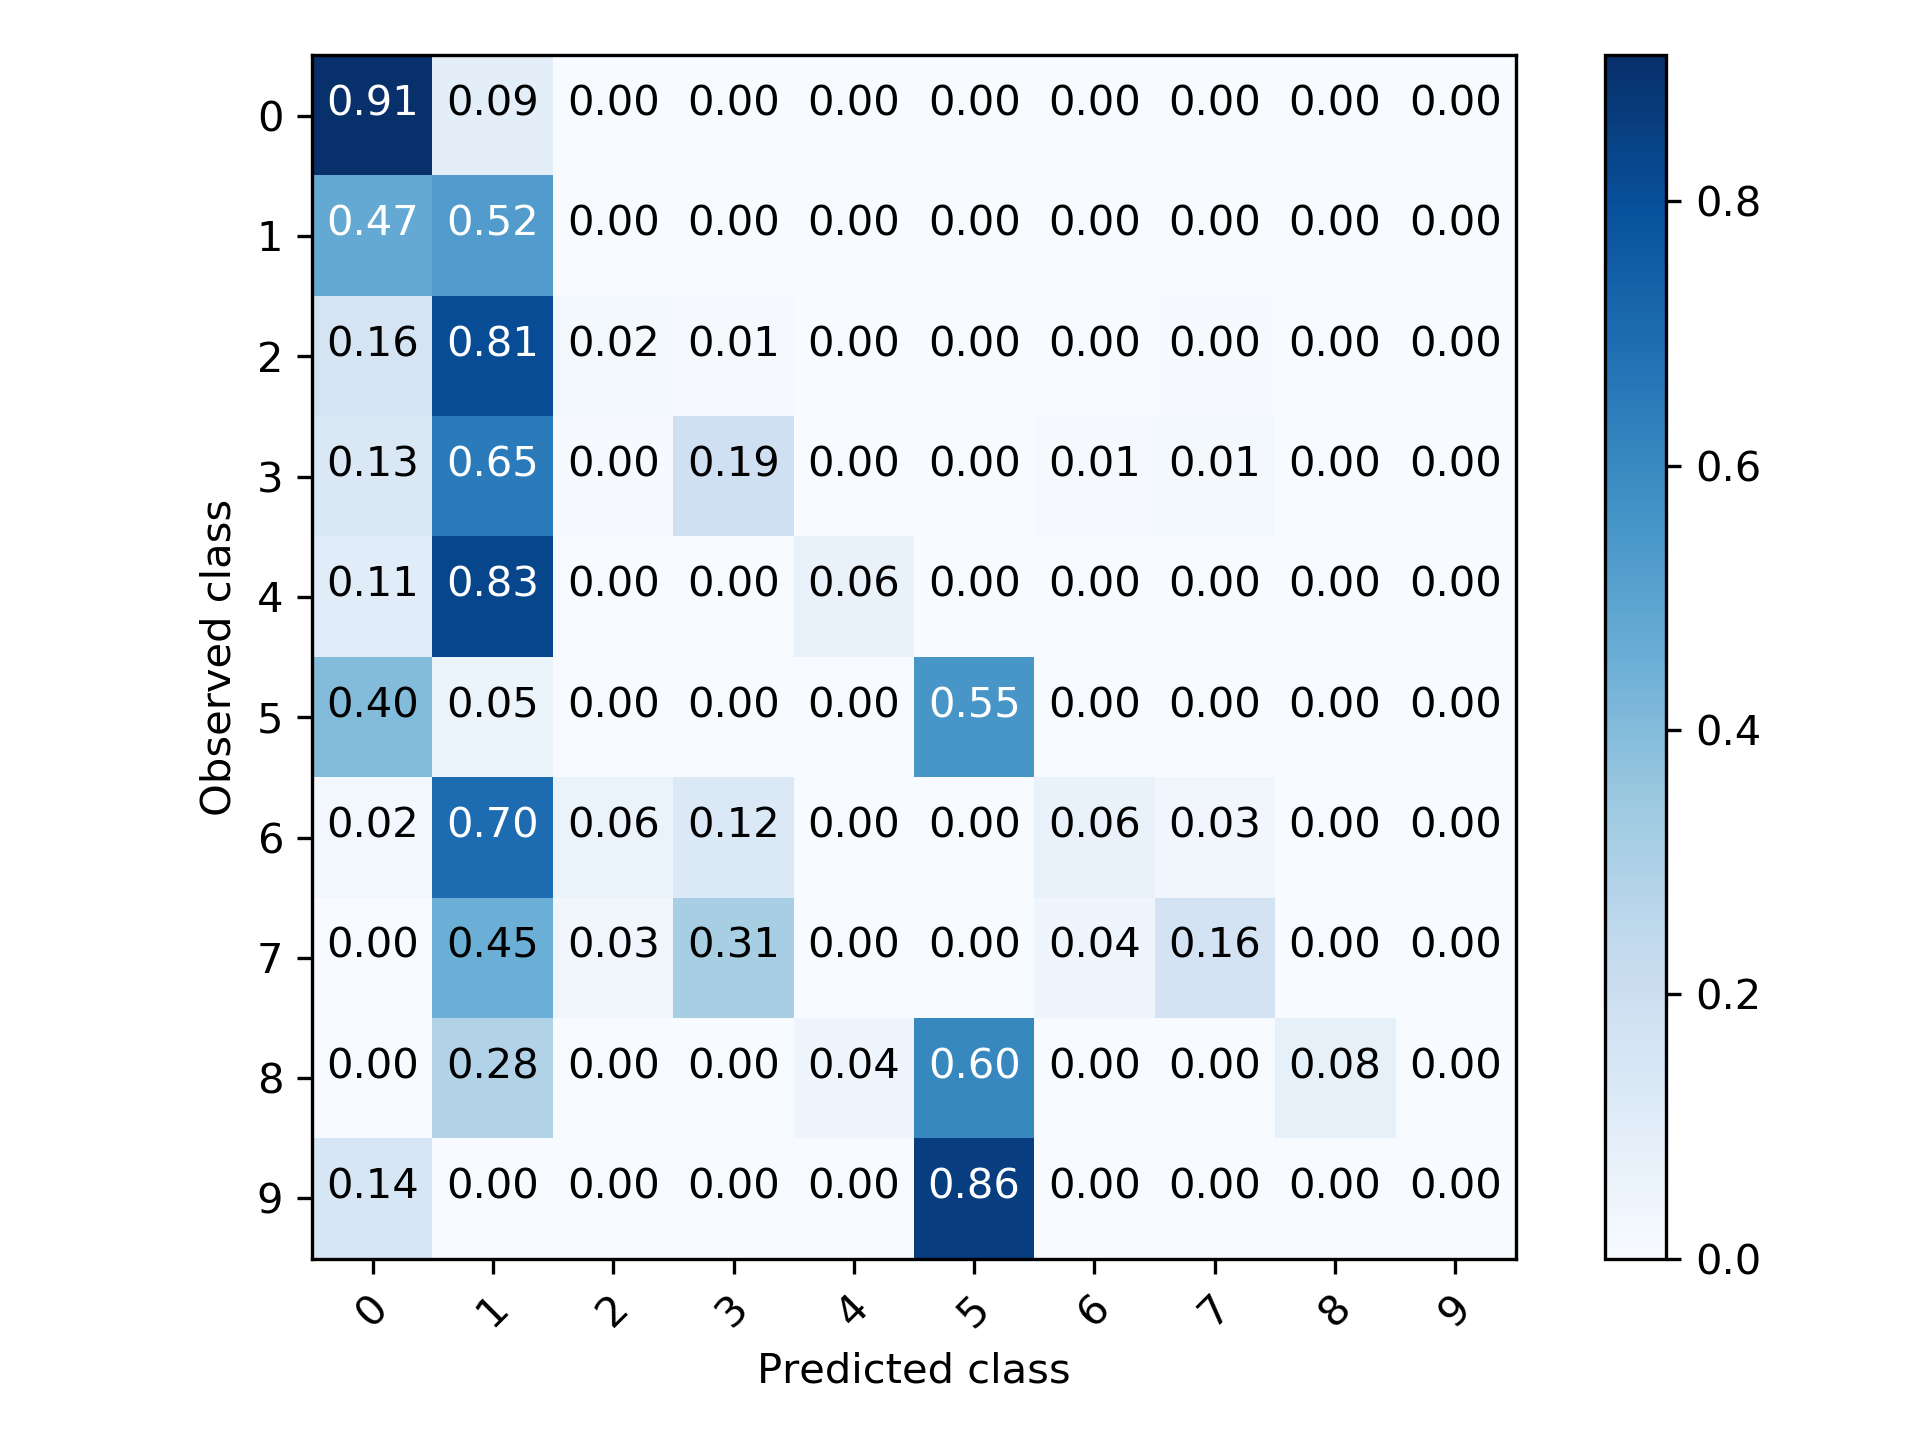 0 0.91 0.09 0.00 0.00 0.00 0.00 0.00 0.00 0.00 0.00
1 0.47 0.52 0.00 0.00 0.00 0.00 0.00 0.00 0.00 0.00
2 0.16 0.81 0.02 0.01 0.00 0.00 0.00 0.00 0.00 0.00
3 0.13 0.65 0.00 0.19 0.00 0.00 0.01 0.01 0.00 0.00
4 0.11 0.83 0.00 0.00 0.06 0.00 0.00 0.00 0.00 0.00
5 0.40 0.05 0.00 0.00 0.00 0.55 0.00 0.00 0.00 0.00
6 0.02 0.70 0.06 0.12 0.00 0.00 0.06 0.03 0.00 0.00
7 0.00 0.45 0.03 0.31 0.00 0.00 0.04 0.16 0.00 0.00
8 0.00 0.28 0.00 0.00 0.04 0.60 0.00 0.00 0.08 0.00
9 0.14 0.00 0.00 0.00 0.00 0.86 0.00 0.00 0.00 0.00
0 1 2 3 4 5 6 7 8 9
Predicted class
Observed class
0.8
0.6
0.4
0.2
0.0